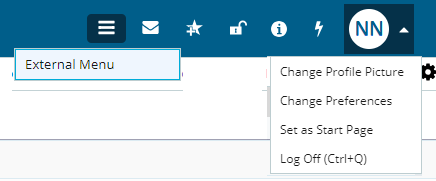 NN
External Menu
Change Profile Picture
Change Preferences
Set as Start Page
Log Off (Ctrl+Q)